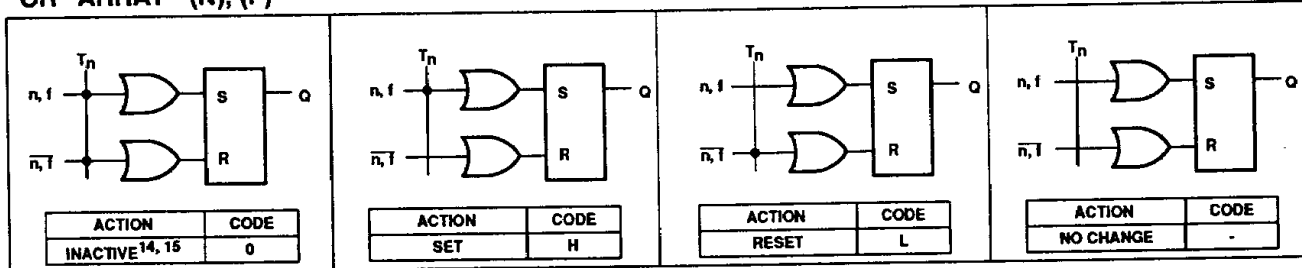 "OR" ARRAY – (N), (F)
Tn
n, f
S
Q
n, f
R
ACTION CODE
INACTIVE14, 15 0
Tn
n, f
S
Q
n, f
R
ACTION CODE
SET H
Tn
n, f
S
Q
n, f
R
ACTION CODE
RESET L
Tn
n, f
S
Q
n, f
R
ACTION CODE
NO CHANGE -